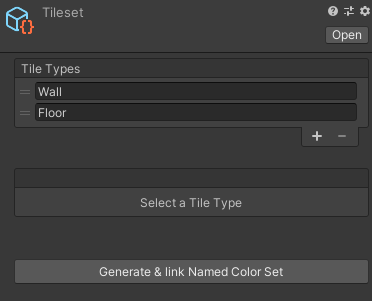 Tileset
Open
Tile Types
Wall
Floor
Select a Tile Type
Generate & link Named Color Set